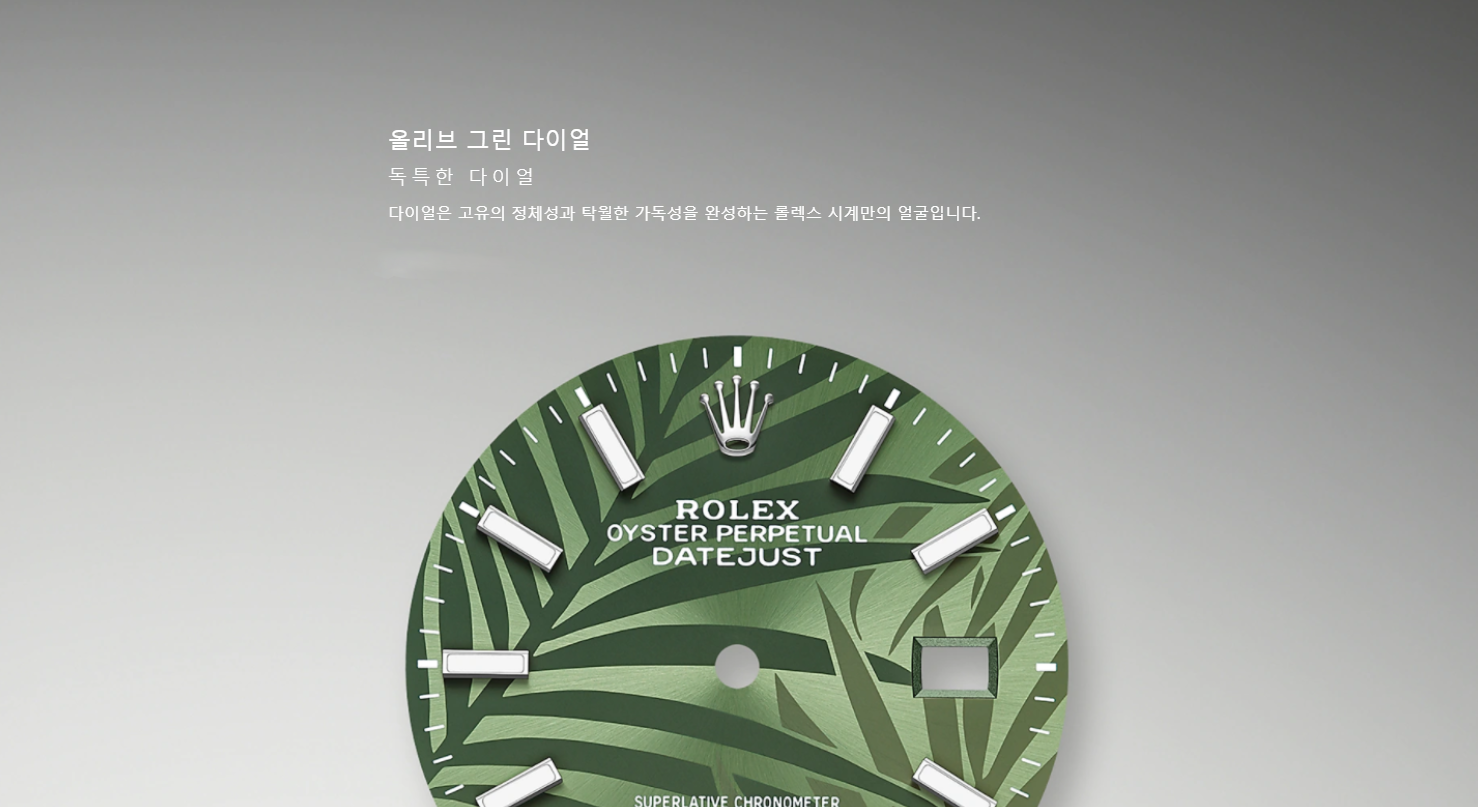 올리브 그린 다이얼
독특한 다이얼
다이얼은 고유의 정체성과 탁월한 가독성을 완성하는 롤렉스 시계만의 얼굴입니다.
ROLEX
OYSTER PERPETUAL
DATEJUST
SUPERLATIVE CHRONOMETER